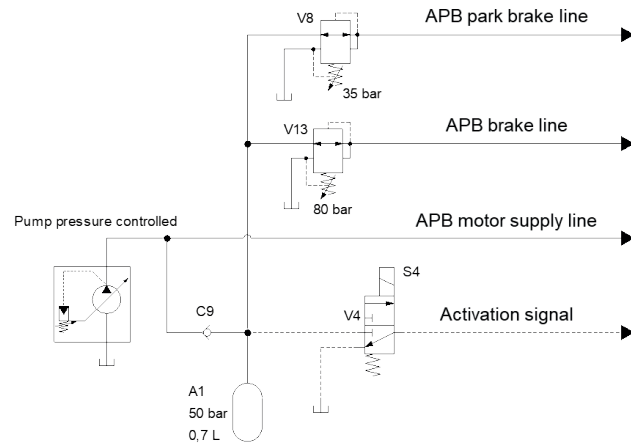 V8
APB park brake line
35 bar
V13
APB brake line
80 bar
Pump pressure controlled
APB motor supply line
S4
C9
V4
Activation signal
A1
50 bar
0,7 L